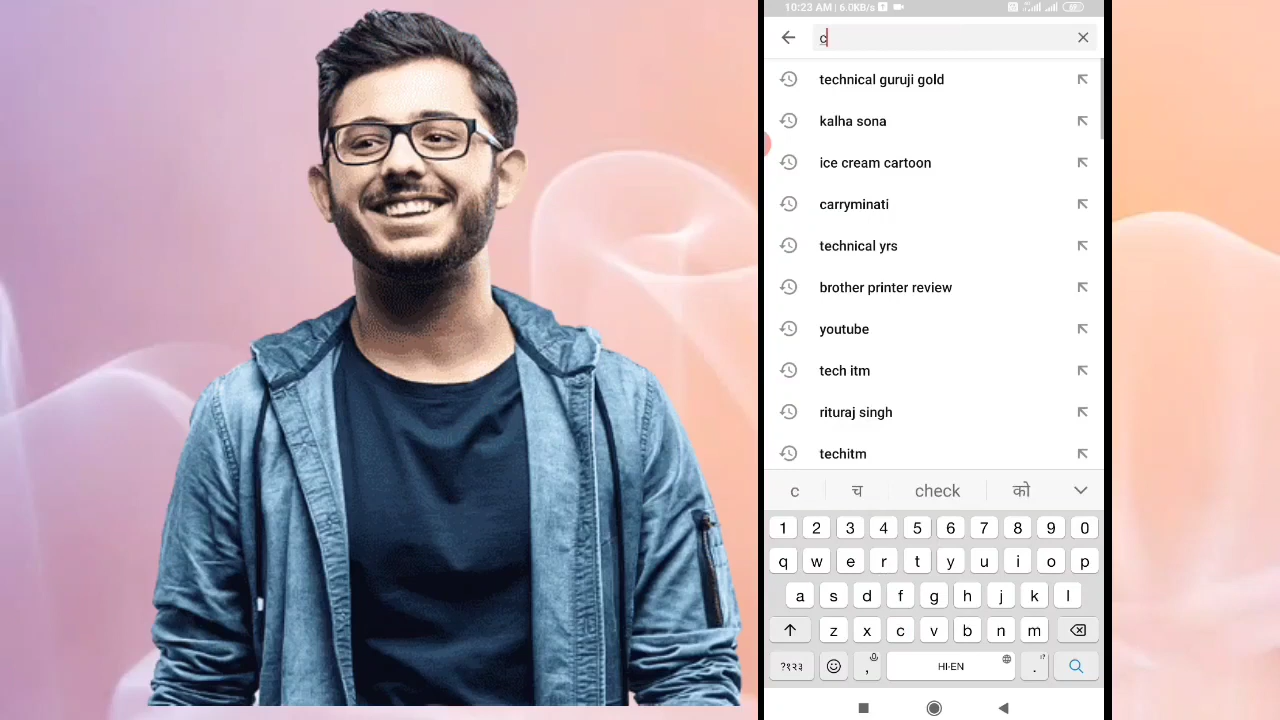 10:23 AM | 6.0KB/s
c
technical guruji gold
kalha sona
ice cream cartoon
carryminati
technical yrs
brother printer review
youtube
tech itm
rituraj singh
techitm
c च check को
1 2 3 4 5 6 7 8 9 0
q w e r t y u i o p
a s d f g h j k l
z x c v b n m
?१२३ , HI-EN . !?